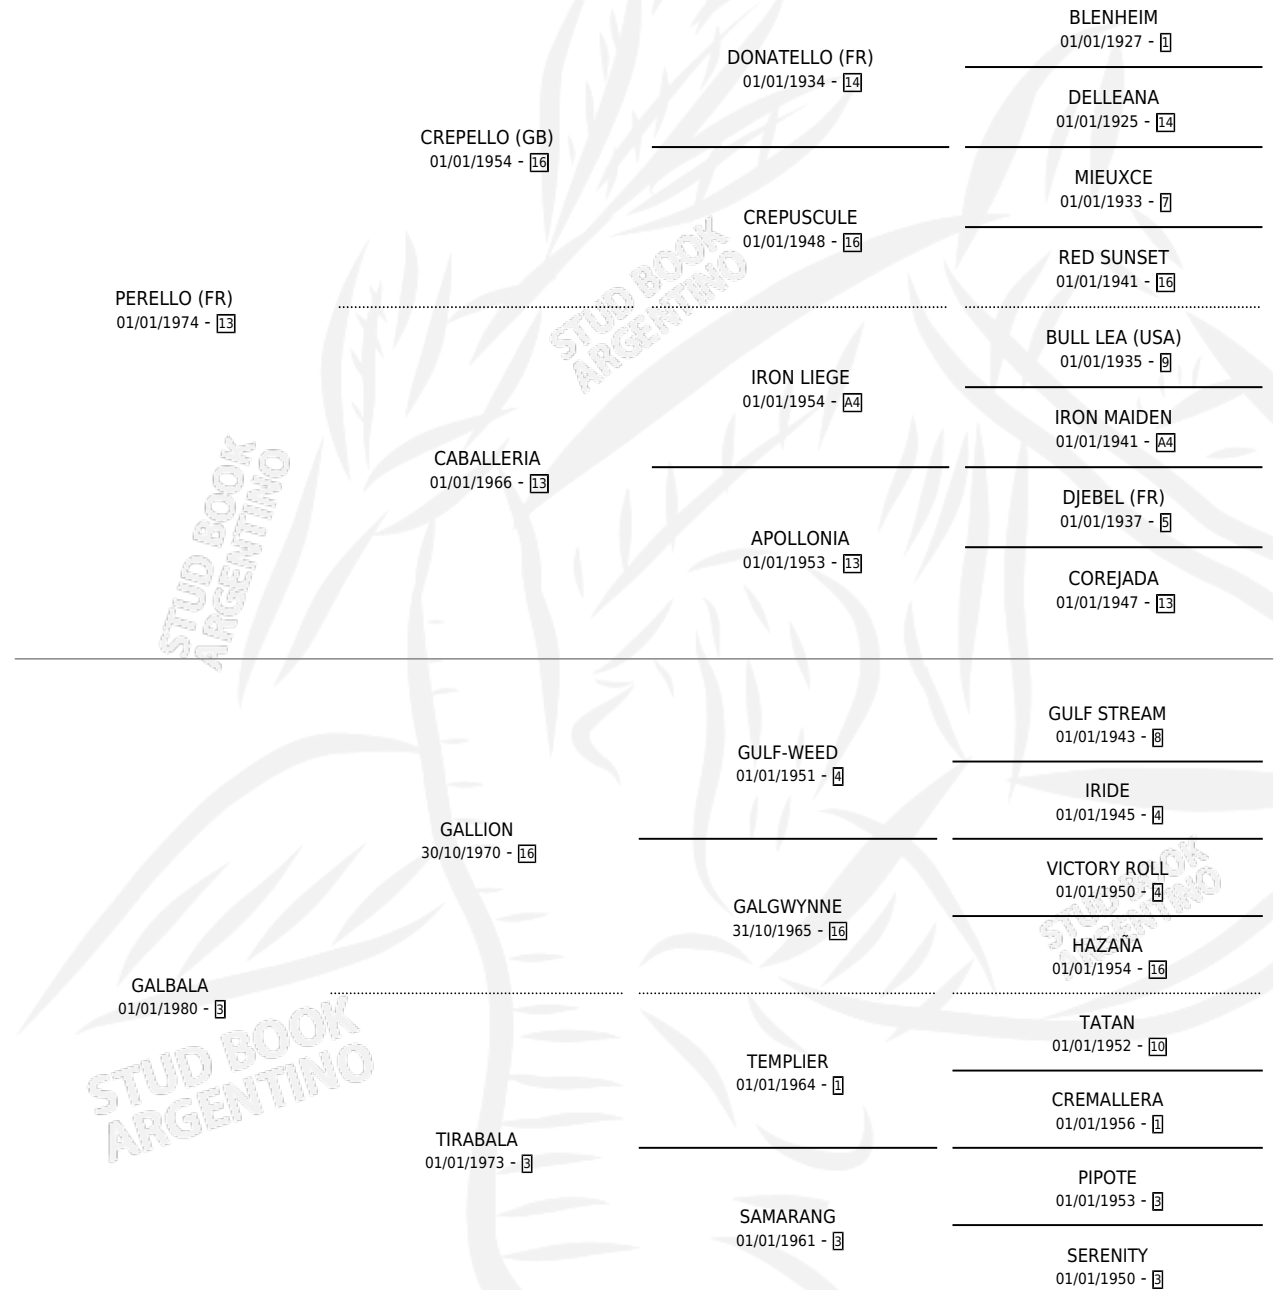 BLENHEIM
01/01/1927 - 1
DONATELLO (FR)
01/01/1934 - 14
DELLEANA
01/01/1925 - 14
CREPELLO (GB)
01/01/1954 - 16
MIEUXCE
01/01/1933 - 7
CREPUSCULE
01/01/1948 - 16
RED SUNSET
01/01/1941 - 16
PERELLO (FR)
01/01/1974 - 13
BULL LEA (USA)
01/01/1935 - 9
IRON LIEGE
01/01/1954 - A4
IRON MAIDEN
01/01/1941 - A4
CABALLERIA
01/01/1966 - 13
DJEBEL (FR)
01/01/1937 - 5
APOLLONIA
01/01/1953 - 13
COREJADA
01/01/1947 - 13
GULF STREAM
01/01/1943 - 8
GULF-WEED
01/01/1951 - 4
IRIDE
01/01/1945 - 4
GALLION
30/10/1970 - 16
VICTORY ROLL
01/01/1950 - 4
GALGWYNNE
31/10/1965 - 16
HAZAÑA
01/01/1954 - 16
GALBALA
01/01/1980 - 3
TATAN
01/01/1952 - 10
TEMPLIER
01/01/1964 - 1
CREMALLERA
01/01/1956 - 1
TIRABALA
01/01/1973 - 3
PIPOTE
01/01/1953 - 3
SAMARANG
01/01/1961 - 3
SERENITY
01/01/1950 - 3
STUD BOOK
ARGENTINO
STUD BOOK
ARGENTINO
STUD BOOK
ARGENTINO
STUD BOOK
ARGENTINO